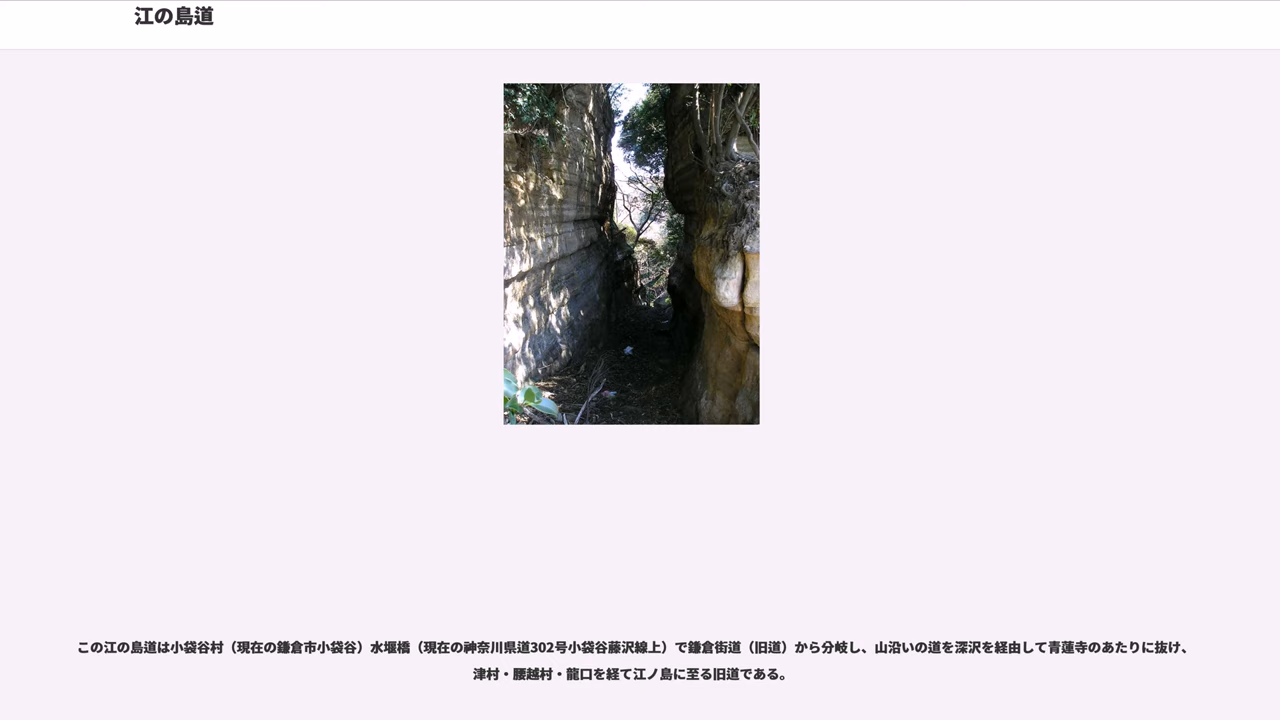 江の島道
この江の島道は小袋谷村（現在の鎌倉市小袋谷）水堰橋（現在の神奈川県道302号小袋谷藤沢線上）で鎌倉街道（旧道）から分岐し、山沿いの道を深沢を経由して青蓮寺のあたりに抜け、
津村・腰越村・龍口を経て江ノ島に至る旧道である。